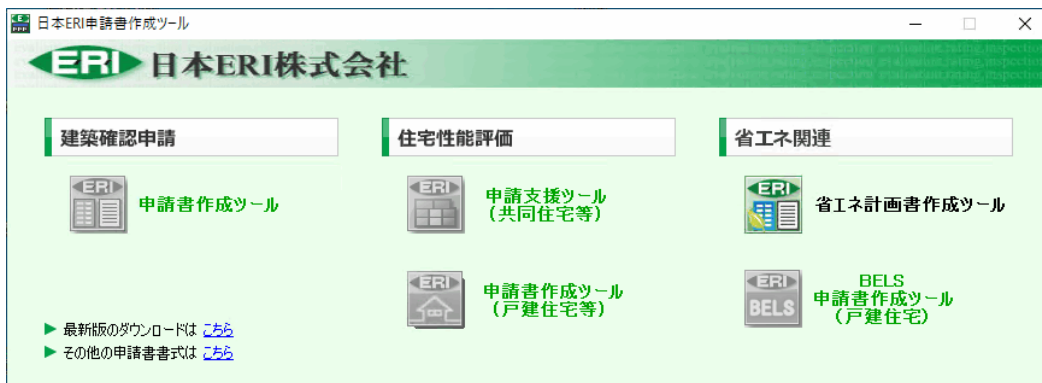 日本ERI申請書作成ツール
ERI 日本ERI株式会社
建築確認申請
ERI
申請書作成ツール
最新版のダウンロードは こちら
その他の申請書書式は こちら
住宅性能評価
ERI
申請支援ツール
(共同住宅等)
ERI
申請書作成ツール
(戸建住宅等)
省エネ関連
ERI
省エネ計画書作成ツール
ERI
BELS
BELS
申請書作成ツール
(戸建住宅)